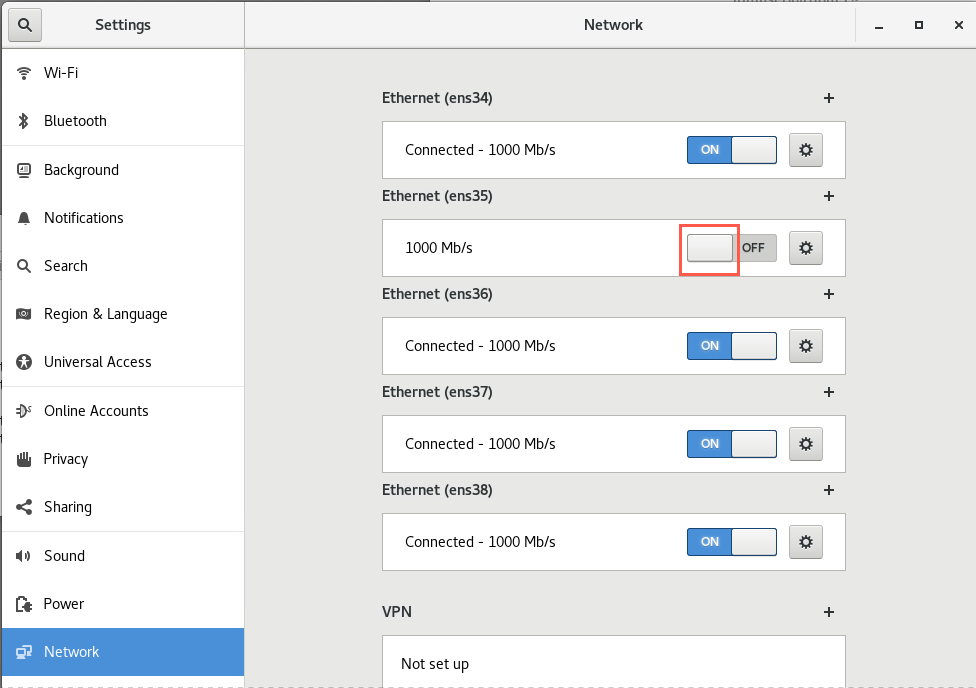 Settings
Network
Wi-Fi
Bluetooth
Background
Notifications
Search
Region & Language
Universal Access
Online Accounts
Privacy
Sharing
Sound
Power
Network
Ethernet (ens34)
Connected - 1000 Mb/s ON
Ethernet (ens35)
1000 Mb/s OFF
Ethernet (ens36)
Connected - 1000 Mb/s ON
Ethernet (ens37)
Connected - 1000 Mb/s ON
Ethernet (ens38)
Connected - 1000 Mb/s ON
VPN
Not set up